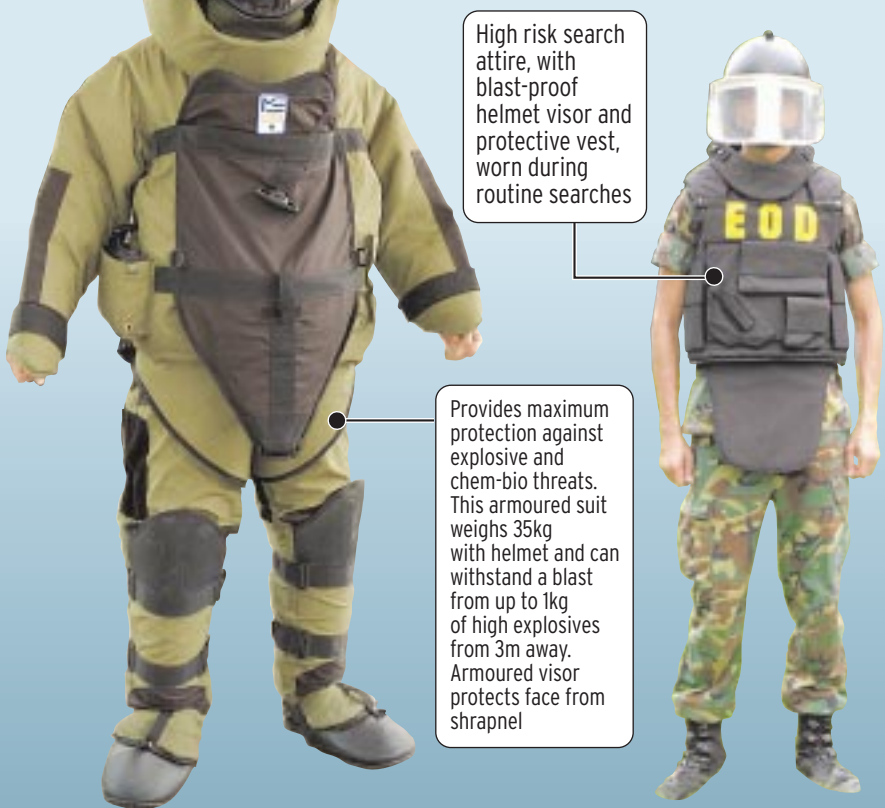 High risk search
attire, with
blast-proof
helmet visor and
protective vest,
worn during
routine searches
EOD
Provides maximum
protection against
explosive and
chem-bio threats.
This armoured suit
weighs 35kg
with helmet and can
withstand a blast
from up to 1kg
of high explosives
from 3m away.
Armoured visor
protects face from
shrapnel